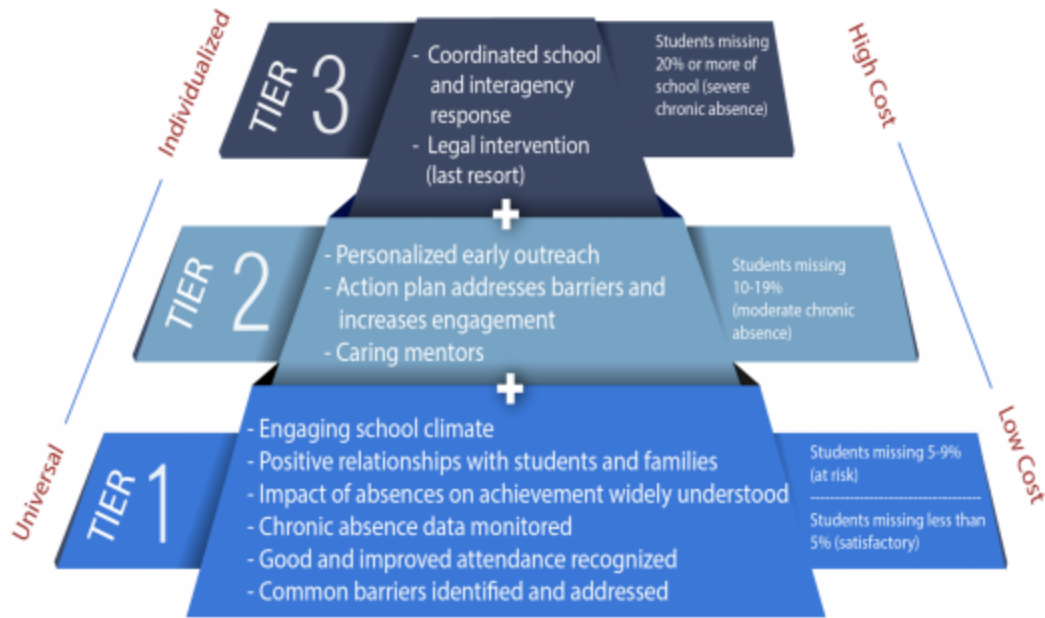 Individualized
High Cost
TIER 3
- Coordinated school
and interagency
response
- Legal intervention
(last resort)
Students missing
20% or more of
school (severe
chronic absence)
+
TIER 2
- Personalized early outreach
- Action plan addresses barriers and
increases engagement
- Caring mentors
Students missing
10-19%
(moderate chronic
absence)
+
Universal
Low Cost
TIER 1
- Engaging school climate
- Positive relationships with students and families
- Impact of absences on achievement widely understood
- Chronic absence data monitored
- Good and improved attendance recognized
- Common barriers identified and addressed
Students missing 5-9%
(at risk)
Students missing less than
5% (satisfactory)